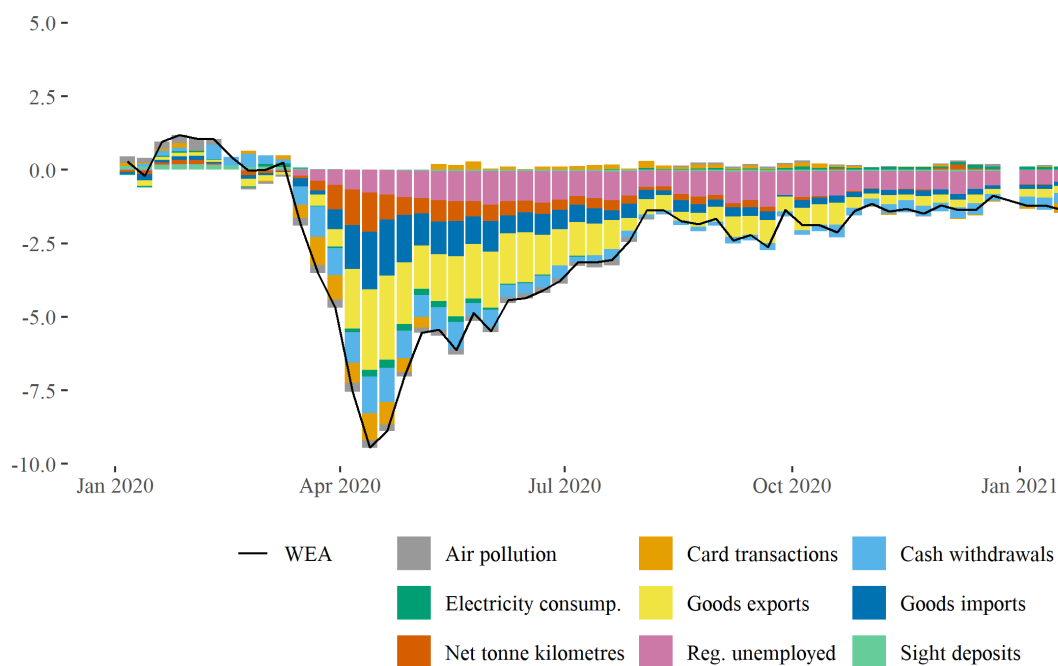 5.0
2.5
0.0
-2.5
-5.0
-7.5
-10.0
Jan 2020 Apr 2020 Jul 2020 Oct 2020 Jan 2021
WEA Air pollution Card transactions Cash withdrawals
Electricity consump. Goods exports Goods imports
Net tonne kilometres Reg. unemployed Sight deposits